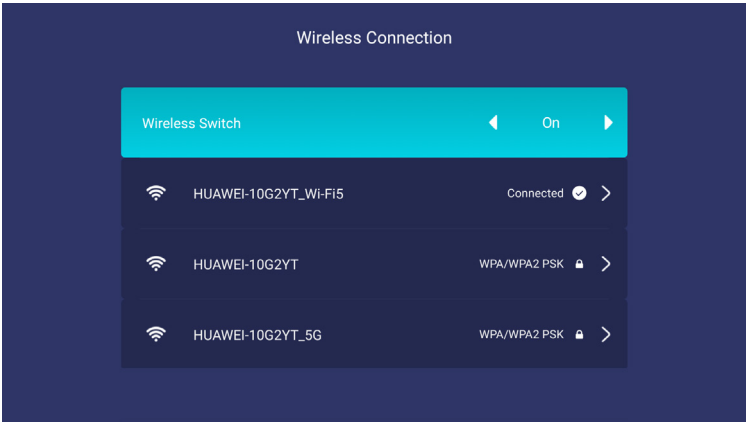 Wireless Connection
Wireless Switch On
HUAWEI-10G2YT_Wi-Fi5 Connected
HUAWEI-10G2YT WPA/WPA2 PSK
HUAWEI-10G2YT_5G WPA/WPA2 PSK